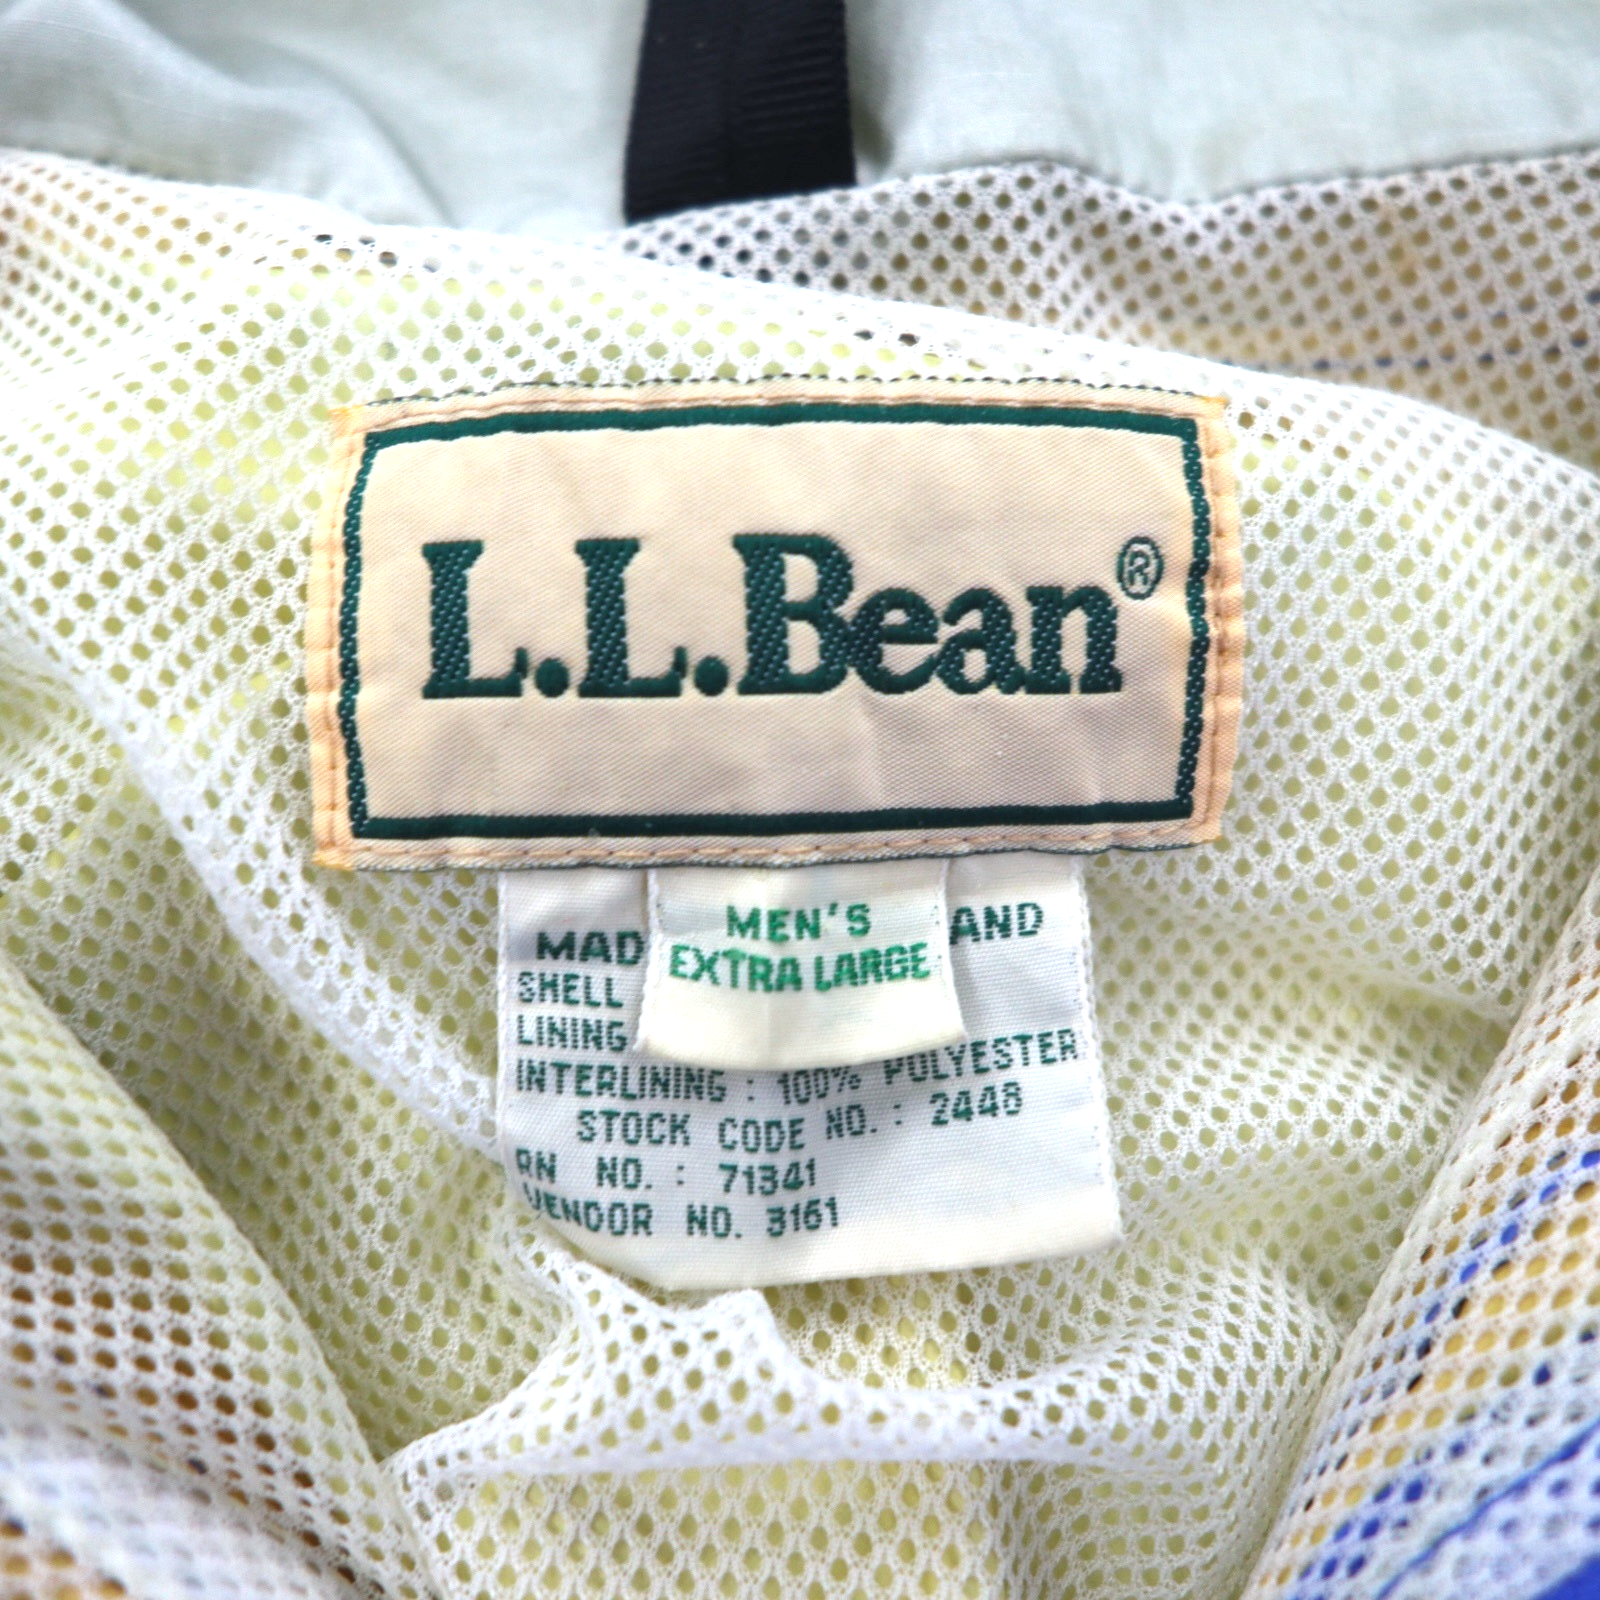 L.L.Bean®
MEN'S
EXTRA LARGE
MAD AND
SHELL
LINING
INTERLINING : 100% POLYESTER
STOCK CODE NO. : 2448
RN NO. : 71341
VENDOR NO. 3161